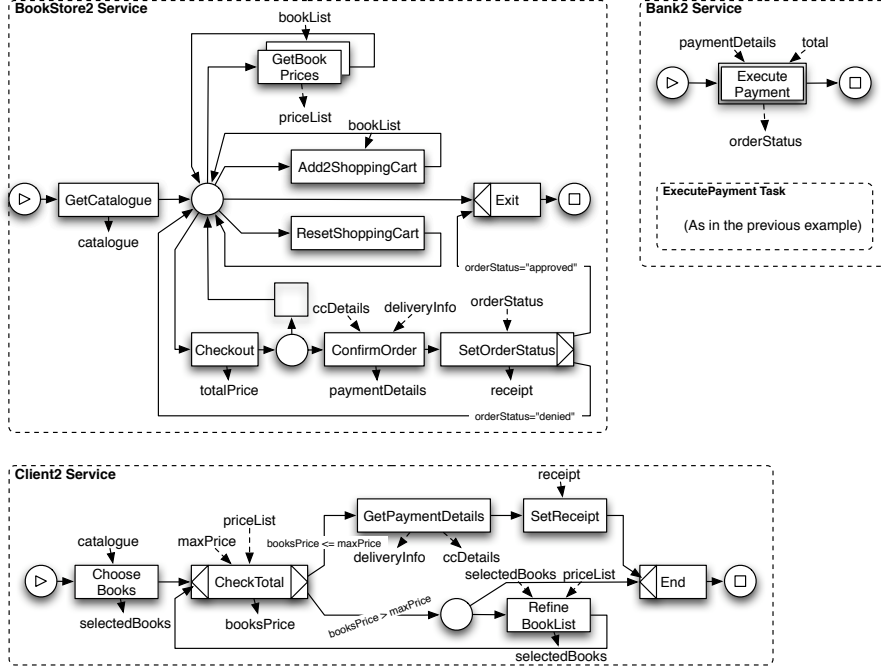 BookStore2 Service
bookList
GetBook
Prices
priceList
bookList
Add2ShoppingCart
GetCatalogue
catalogue
Exit
ResetShoppingCart
orderStatus="approved"
ccDetails
deliveryInfo
orderStatus
Checkout
ConfirmOrder
SetOrderStatus
totalPrice
paymentDetails
receipt
orderStatus="denied"
Bank2 Service
paymentDetails
total
Execute
Payment
orderStatus
ExecutePayment Task
(As in the previous example)
Client2 Service
receipt
GetPaymentDetails
SetReceipt
priceList
maxPrice
booksPrice <= maxPrice
catalogue
deliveryInfo
ccDetails
selectedBooks
priceList
Choose
Books
CheckTotal
End
Refine
BookList
selectedBooks
booksPrice
booksPrice > maxPrice
selectedBooks